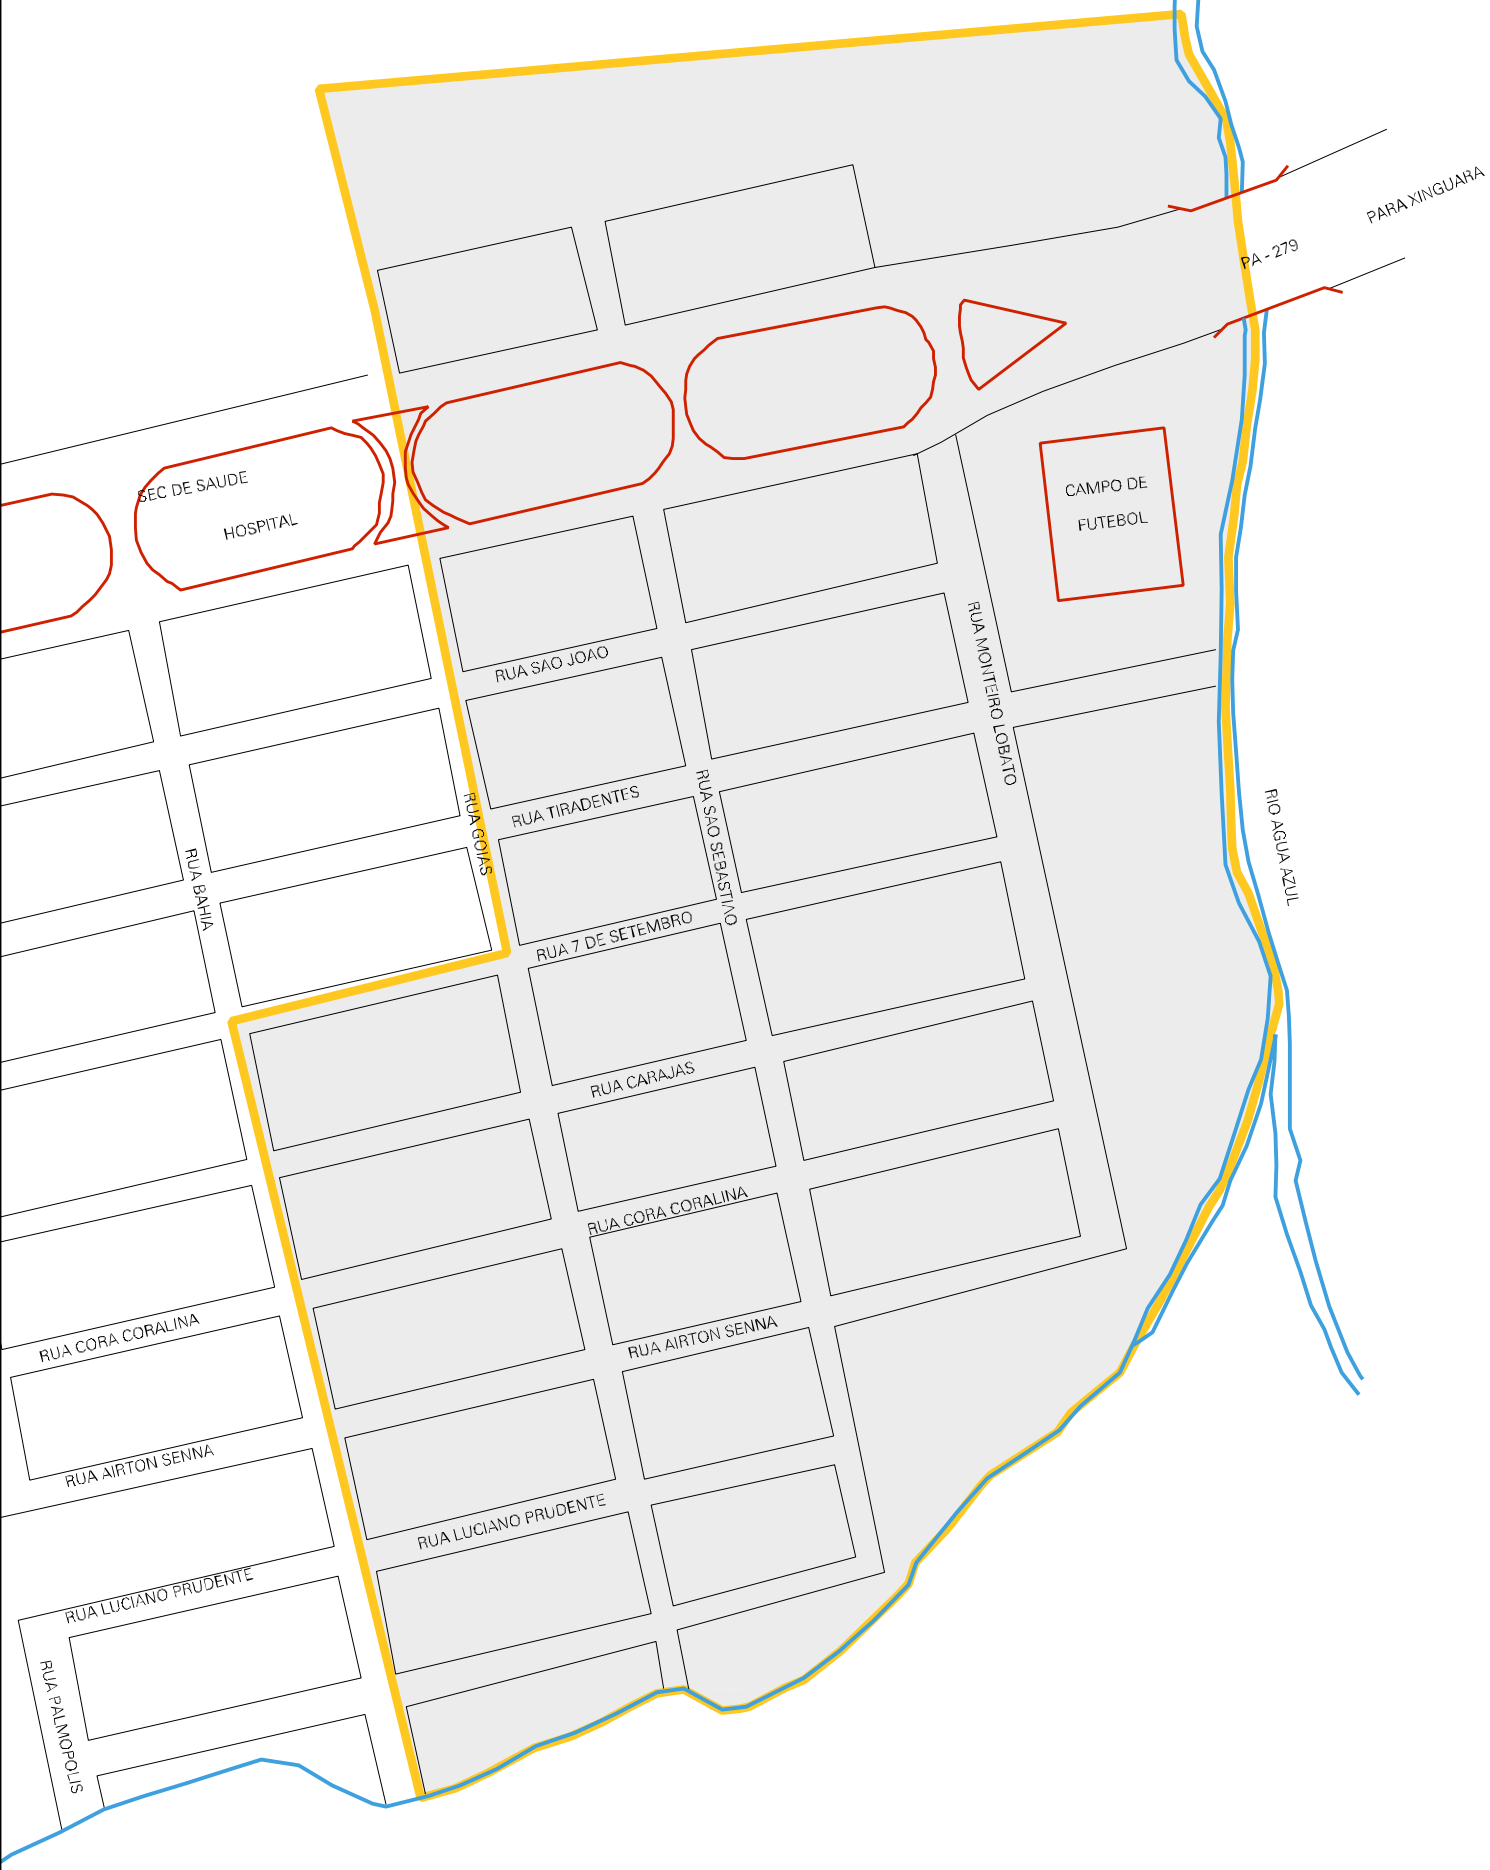 PARA XINGUARA
PA - 279
SEC DE SAUDE
HOSPITAL
CAMPO DE
FUTEBOL
RUA SAO JOAO
RUA MONTEIRO LOBATO
RUA TIRADENTES
RUA GOIAS
RUA SAO SEBASTIAO
RUA BAHIA
RIO AGUA AZUL
RUA 7 DE SETEMBRO
RUA CARAJAS
RUA CORA CORALINA
RUA CORA CORALINA
RUA AIRTON SENNA
RUA AIRTON SENNA
RUA LUCIANO PRUDENTE
RUA LUCIANO PRUDENTE
RUA PALMOPOLIS